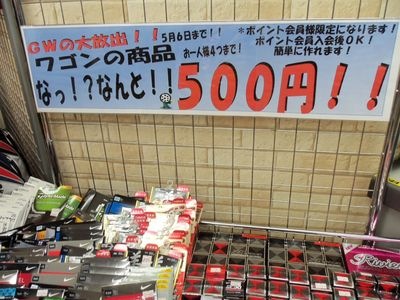 GWの大放出！！5月6日まで！！
＊ポイント会員様限定になります！
ワゴンの商品 お一人様4つまで！
ポイント会員入会後OK！
簡単に作れます！
なっ！？なんと！！500円！！